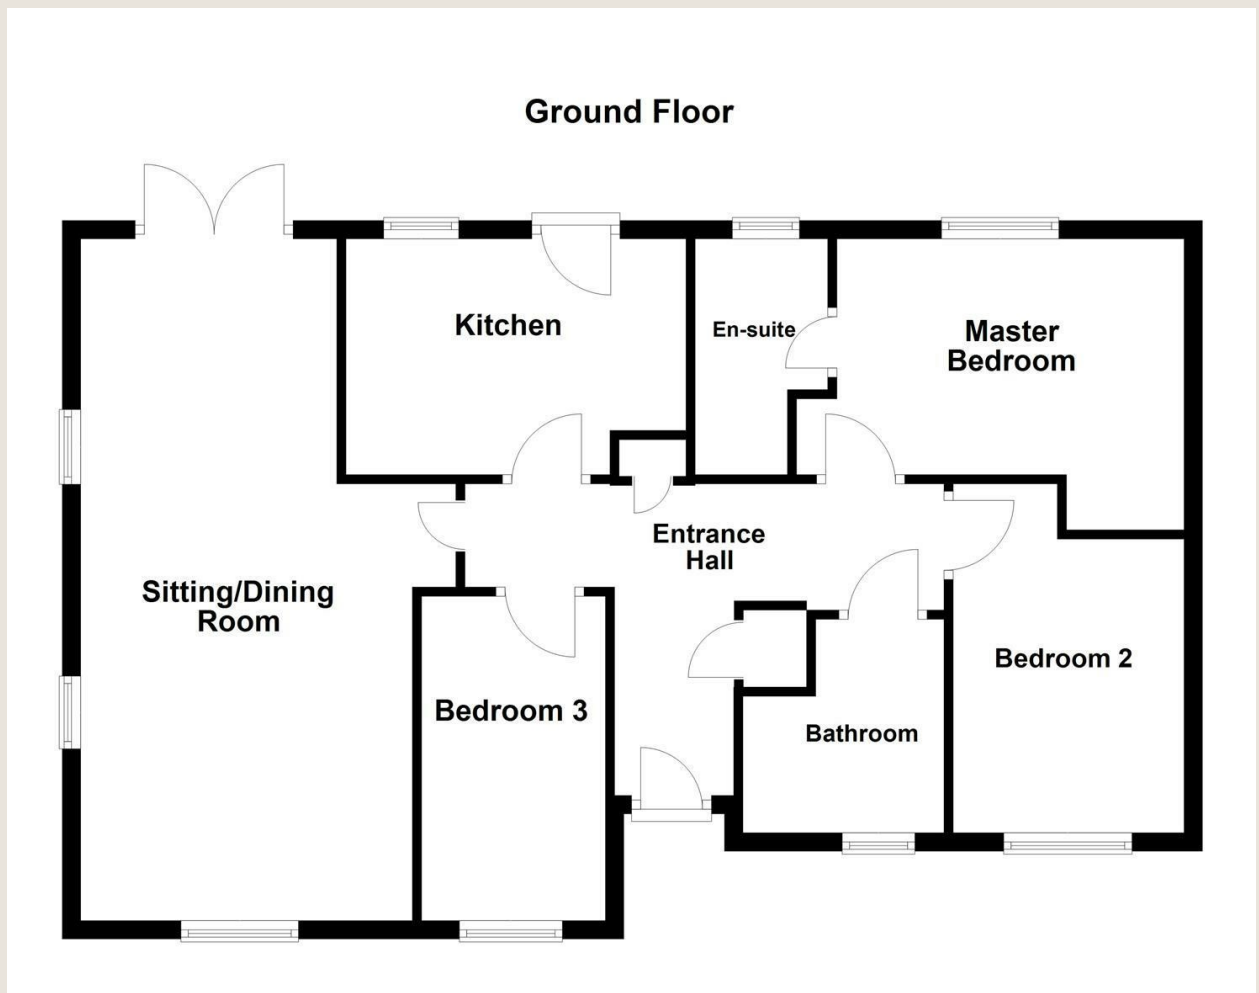 Ground Floor
Kitchen
En-suite
Master
Bedroom
Entrance
Hall
Sitting/Dining
Room
Bedroom 2
Bedroom 3
Bathroom